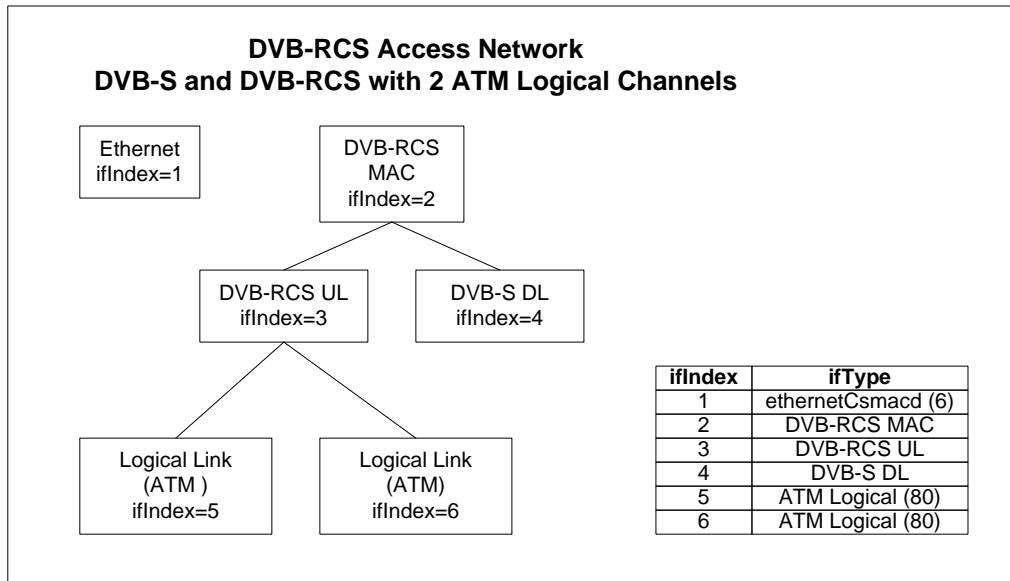 DVB-RCS Access Network
DVB-S and DVB-RCS with 2 ATM Logical Channels
Ethernet
ifIndex=1
DVB-RCS
MAC
ifIndex=2
DVB-RCS UL
ifIndex=3
DVB-S DL
ifIndex=4
Logical Link
(ATM )
ifIndex=5
Logical Link
(ATM)
ifIndex=6
ifIndex ifType
1 ethernetCsmacd (6)
2 DVB-RCS MAC
3 DVB-RCS UL
4 DVB-S DL
5 ATM Logical (80)
6 ATM Logical (80)